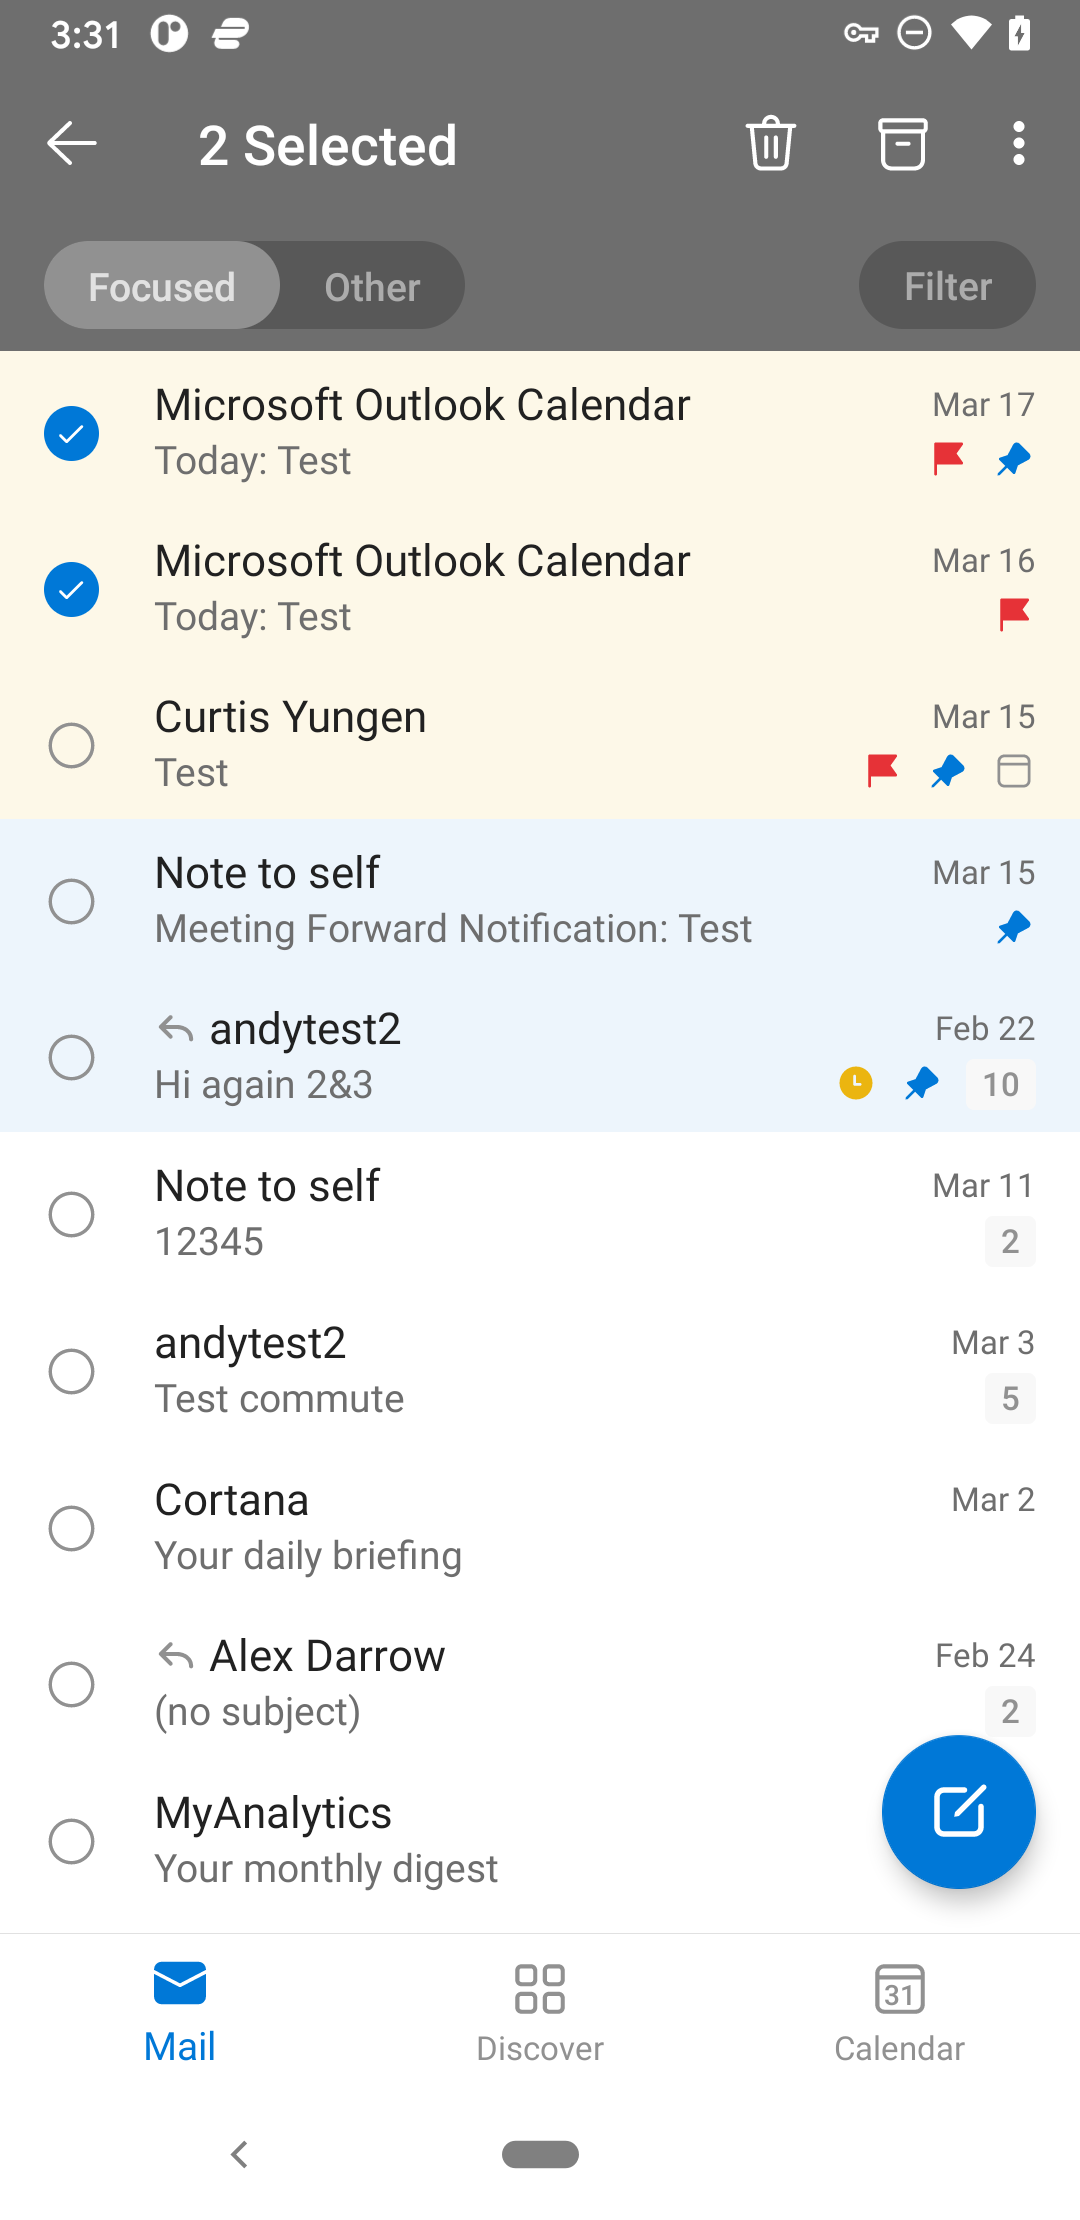 3:31
2 Selected
Focused Other Filter
Microsoft Outlook Calendar Mar 17
Today: Test
Microsoft Outlook Calendar Mar 16
Today: Test
Curtis Yungen Mar 15
Test
Note to self Mar 15
Meeting Forward Notification: Test
andytest2 Feb 22
Hi again 2&3 10
Note to self Mar 11
12345 2
andytest2 Mar 3
Test commute 5
Cortana Mar 2
Your daily briefing
Alex Darrow Feb 24
(no subject) 2
MyAnalytics
Your monthly digest
31
Mail Discover Calendar